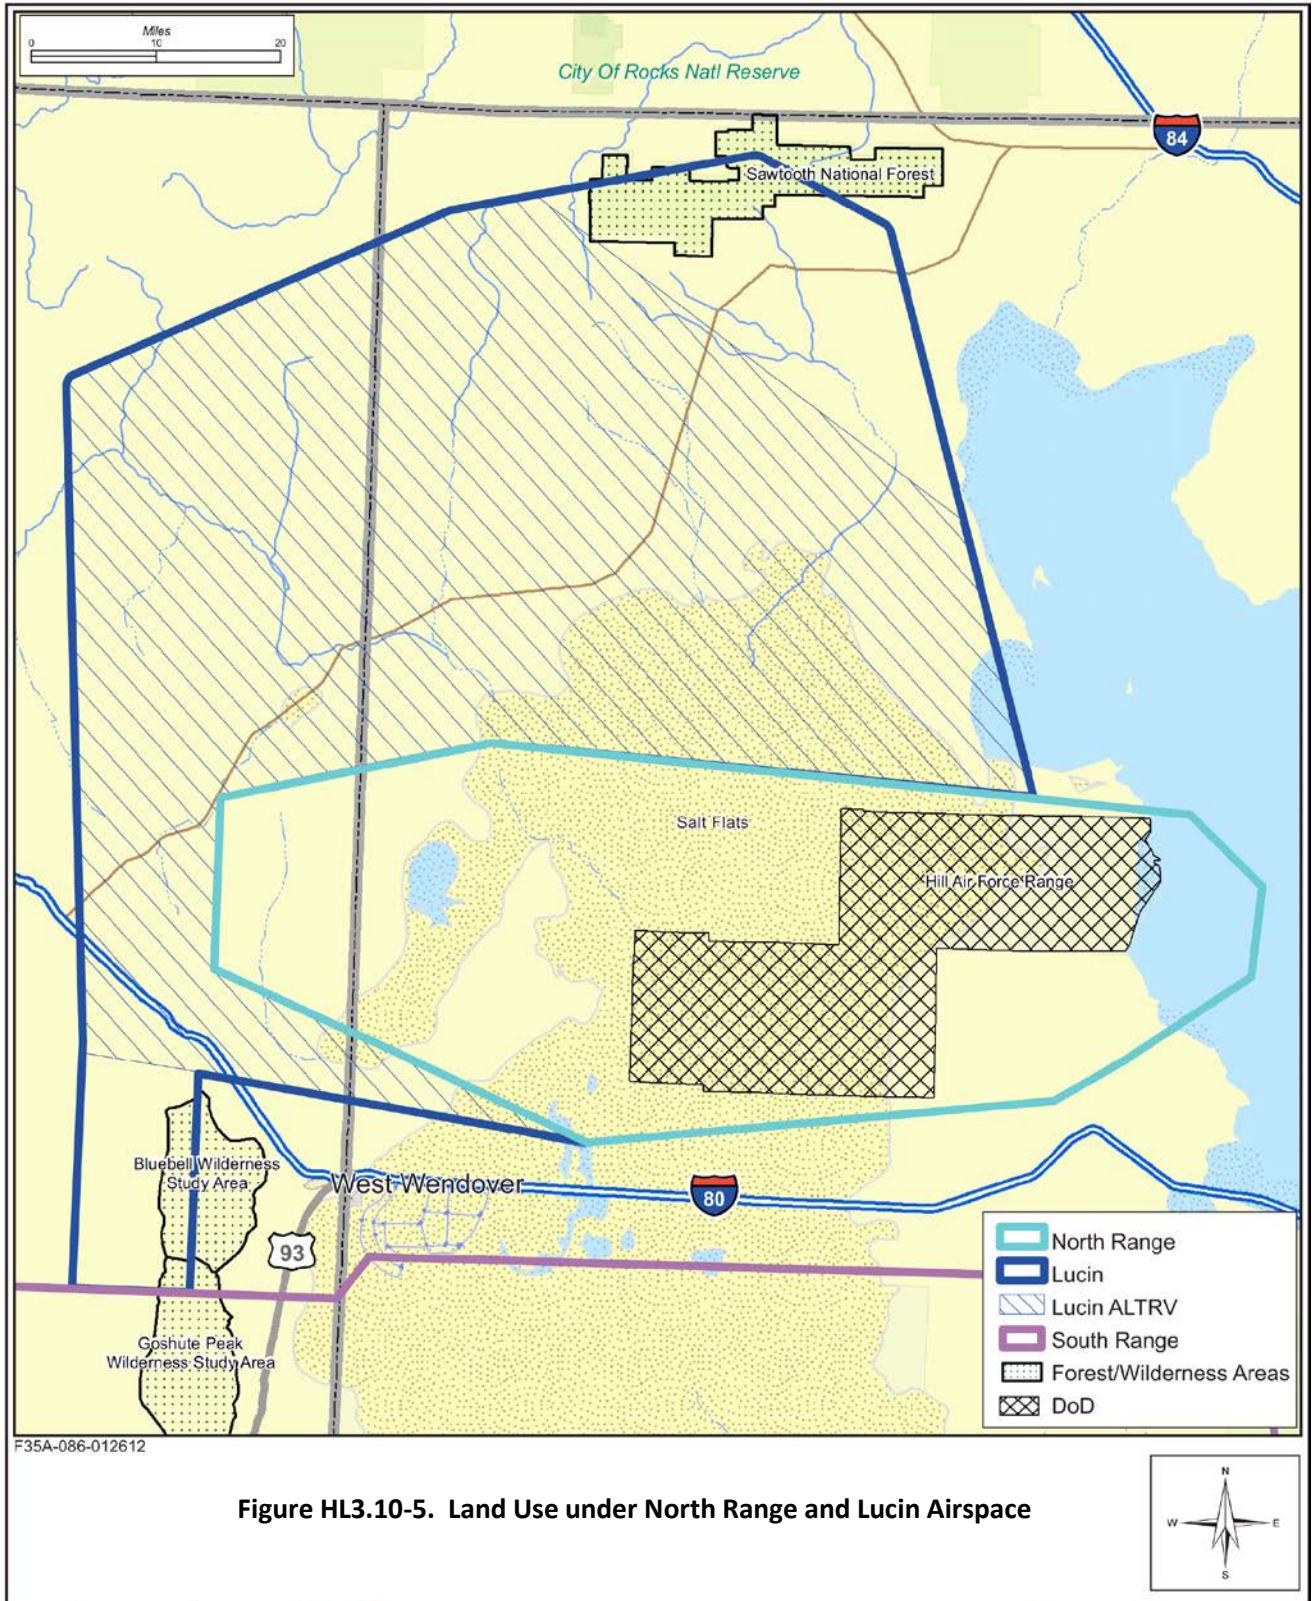 Miles
0 10 20
City Of Rocks Natl Reserve
84
Sawtooth National Forest
Salt Flats
Hill Air Force Range
Bluebell Wilderness
Study Area
West Wendover
80
93
Goshute Peak
Wilderness Study Area
North Range
Lucin
Lucin ALTRV
South Range
Forest/Wilderness Areas
DoD
F35A-086-012612
Figure HL3.10-5. Land Use under North Range and Lucin Airspace
N
W E
S